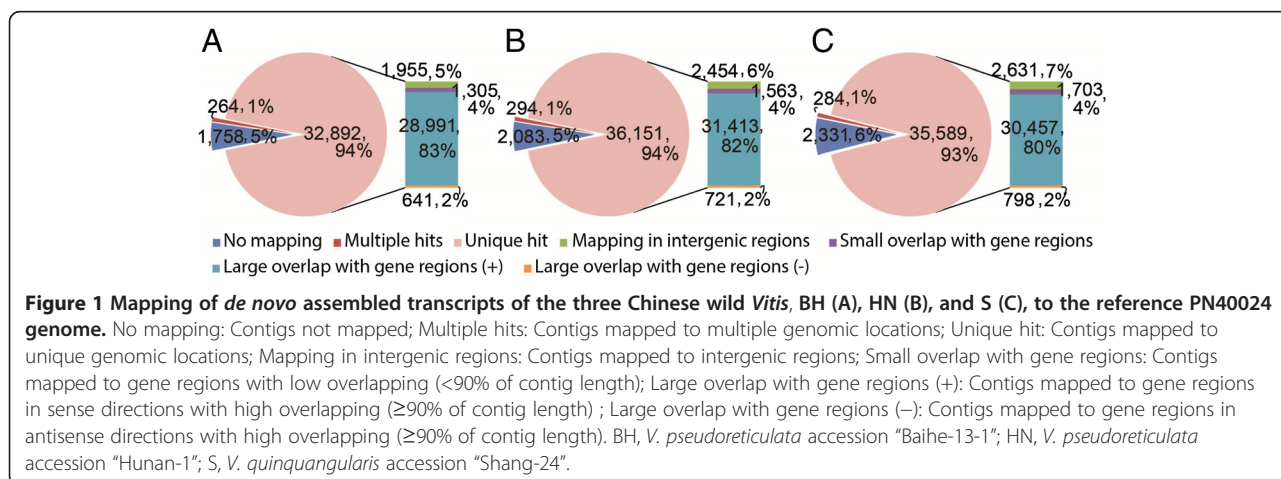 A
B
C
1,955, 5%
1,305, 4%
264, 1%
1,758, 5%
32,892, 94%
28,991, 83%
641, 2%
2,454, 6%
1,563, 4%
294, 1%
2,083, 5%
36,151, 94%
31,413, 82%
721, 2%
2,631, 7%
1,703, 4%
284, 1%
2,331, 6%
35,589, 93%
30,457, 80%
798, 2%
No mapping Multiple hits Unique hit Mapping in intergenic regions Small overlap with gene regions
Large overlap with gene regions (+) Large overlap with gene regions (-)
Figure 1 Mapping of de novo assembled transcripts of the three Chinese wild Vitis, BH (A), HN (B), and S (C), to the reference PN40024
genome. No mapping: Contigs not mapped; Multiple hits: Contigs mapped to multiple genomic locations; Unique hit: Contigs mapped to
unique genomic locations; Mapping in intergenic regions: Contigs mapped to intergenic regions; Small overlap with gene regions: Contigs
mapped to gene regions with low overlapping (<90% of contig length); Large overlap with gene regions (+): Contigs mapped to gene regions
in sense directions with high overlapping (≥90% of contig length) ; Large overlap with gene regions (−): Contigs mapped to gene regions in
antisense directions with high overlapping (≥90% of contig length). BH, V. pseudoreticulata accession “Baihe-13-1”; HN, V. pseudoreticulata
accession “Hunan-1”; S, V. quinquangularis accession “Shang-24”.